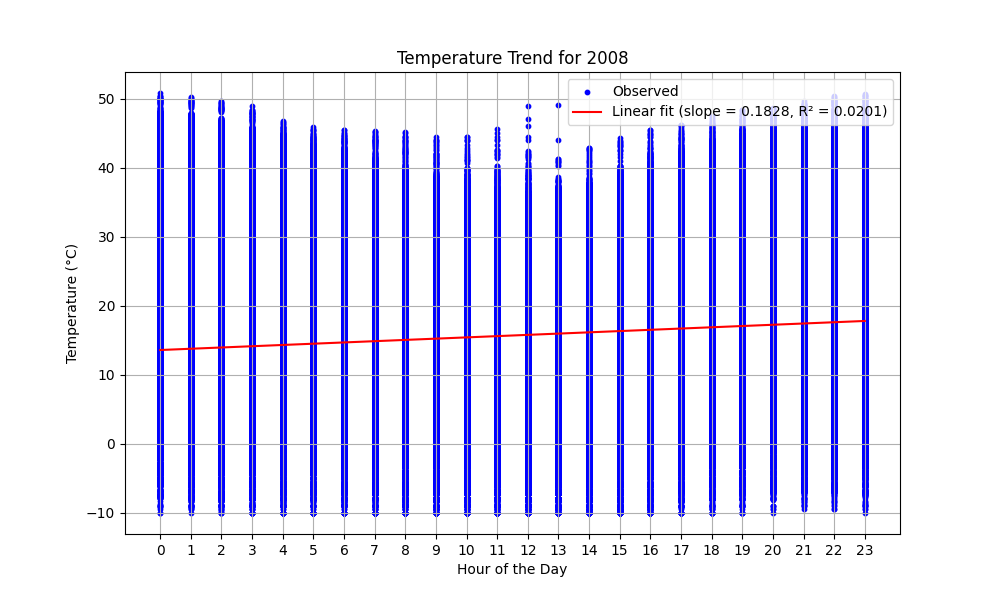 Temperature Trend for 2008
Observed
Linear fit (slope = 0.1828, R² = 0.0201)
Temperature (°C)
50
40
30
20
10
0
−10
0 1 2 3 4 5 6 7 8 9 10 11 12 13 14 15 16 17 18 19 20 21 22 23
Hour of the Day